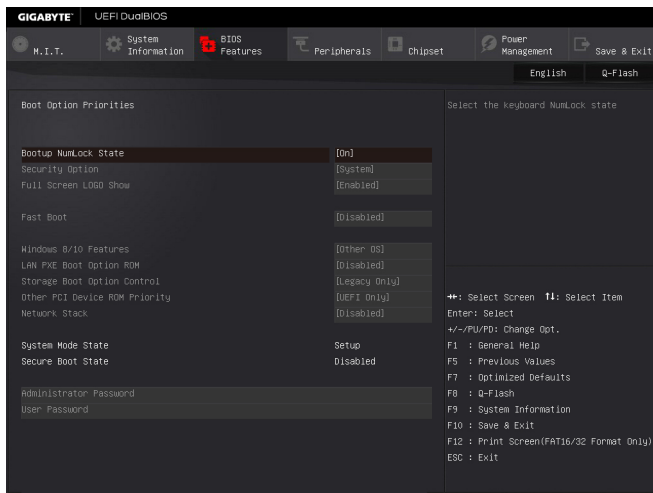 GIGABYTE™ UEFI DualBIOS
M.I.T.
System Information
BIOS Features
Peripherals
Chipset
Power Management
Save & Exit
English Q-Flash
Boot Option Priorities
Bootup NumLock State [On]
Security Option [System]
Full Screen LOGO Show [Enabled]
Fast Boot [Disabled]
Windows 8/10 Features [Other OS]
LAN PXE Boot Option ROM [Disabled]
Storage Boot Option Control [Legacy Only]
Other PCI Device ROM Priority [UEFI Only]
Network Stack [Disabled]
System Mode State Setup
Secure Boot State Disabled
Administrator Password
User Password
Select the keyboard NumLock state
→←: Select Screen ↑↓: Select Item
Enter: Select
+/-/PU/PD: Change Opt.
F1 : General Help
F5 : Previous Values
F7 : Optimized Defaults
F8 : Q-Flash
F9 : System Information
F10 : Save & Exit
F12 : Print Screen(FAT16/32 Format Only)
ESC : Exit